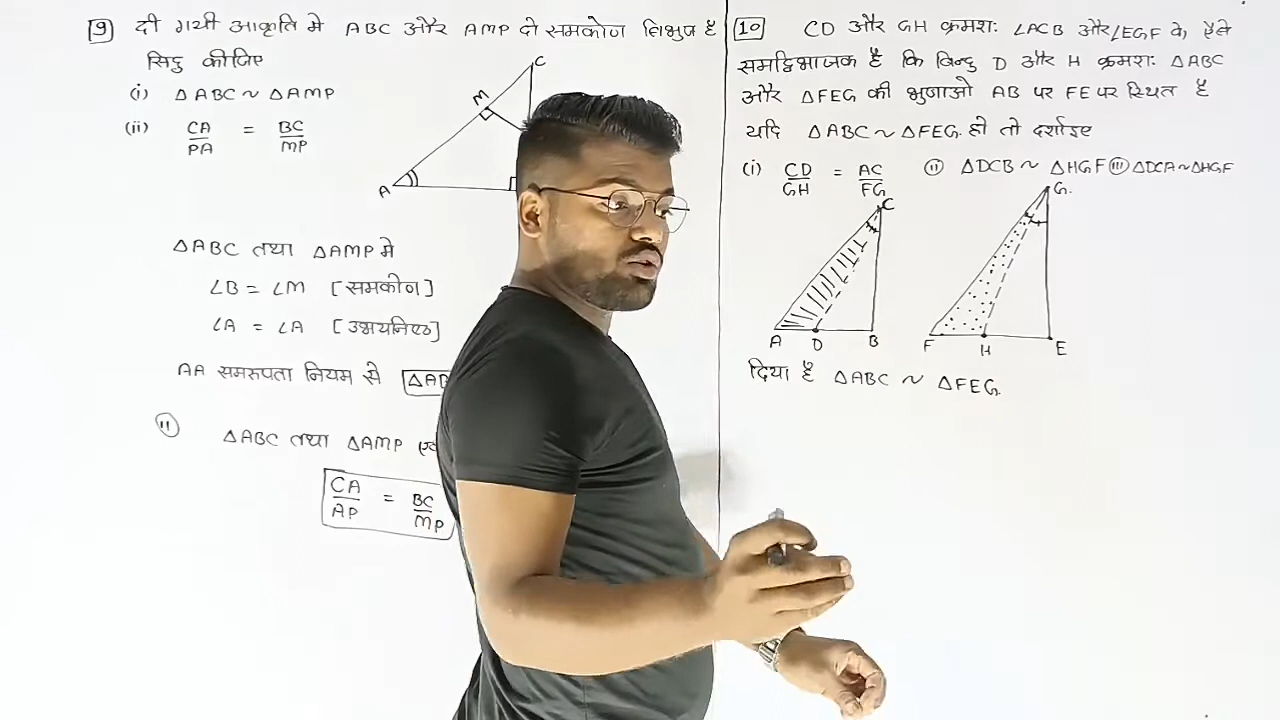 9 दी गयी आकृति मे ABC और AMP दो समकोण त्रिभुज है
सिद्ध कीजिए
(i) △ABC ~ △AMP
(ii) CA/PA = BC/MP
C
M
A
△ABC तथा △AMP मे
∠B = ∠M [समकोण]
∠A = ∠A [उभयनिष्ठ]
AA समरुपता नियम से △AB
ii △ABC तथा △AMP
CA/AP = BC/MP
10 CD और GH क्रमशः ∠ACB और ∠EGF के ऐसे
समद्विभाजक है कि बिन्दु D और H क्रमशः △ABC
और △FEG की भुजाओ AB पर FE पर स्थित है
यदि △ABC ~ △FEG. हो तो दर्शाइए
(i) CD/GH = AC/FG ii △DCB ~ △HGF iii △DCA ~ △HGF
C G.
A D B F H E
दिया है △ABC ~ △FEG.